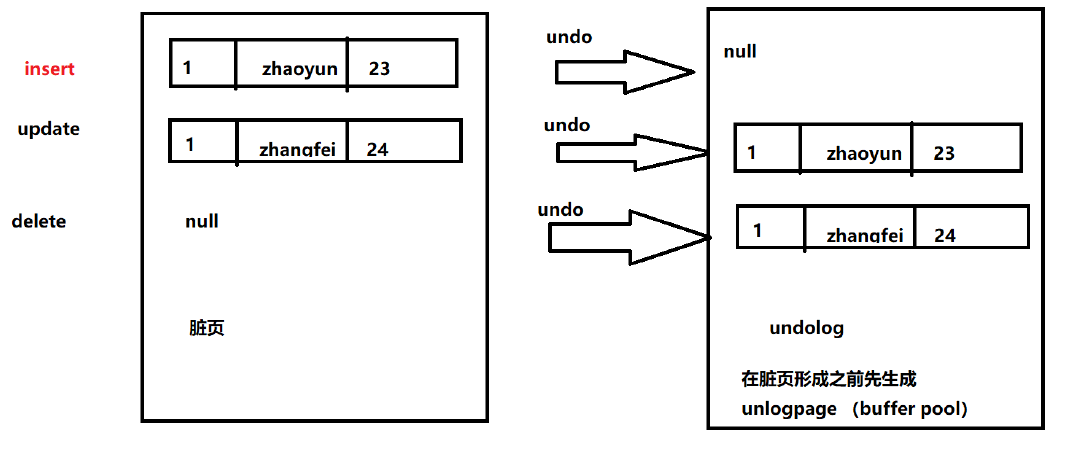 insert
1 zhaoyun 23
undo
null
update
1 zhangfei 24
undo
1 zhaoyun 23
delete
null
undo
1 zhangfei 24
脏页
undolog
在脏页形成之前先生成
unlogpage （buffer pool）